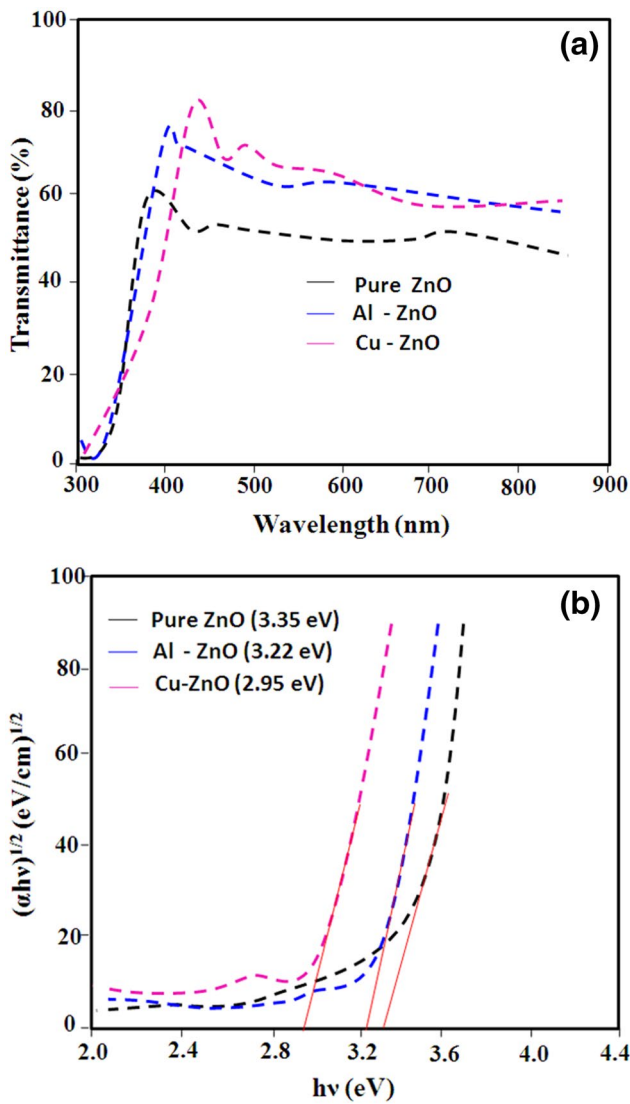 (a)
100
80
60
40
20
0
Transmittance (%)
Pure ZnO
Al - ZnO
Cu - ZnO
300 400 500 600 700 800 900
Wavelength (nm)
(b)
100
80
60
40
20
0
(αhν)1/2 (eV/cm)1/2
Pure ZnO (3.35 eV)
Al - ZnO (3.22 eV)
Cu-ZnO (2.95 eV)
2.0 2.4 2.8 3.2 3.6 4.0 4.4
hν (eV)